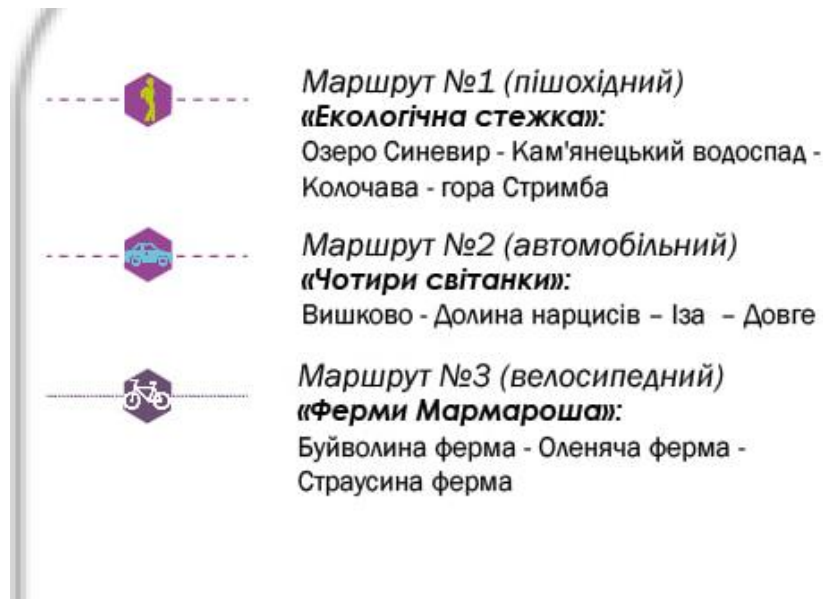 Маршрут №1 (пішохідний)
«Екологічна стежка»:
Озеро Синевир - Кам'янецький водоспад -
Колочава - гора Стримба
Маршрут №2 (автомобільний)
«Чотири світанки»:
Вишково - Долина нарцисів – Іза – Довге
Маршрут №3 (велосипедний)
«Ферми Мармароша»:
Буйволина ферма - Оленяча ферма -
Страусина ферма